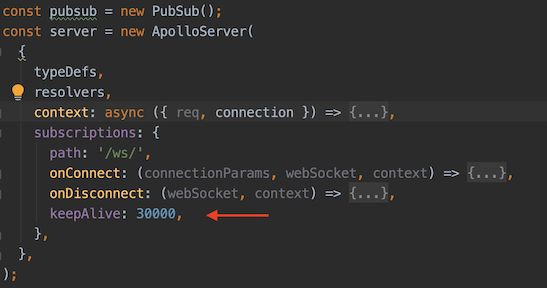 const pubsub = new PubSub();
const server = new ApolloServer(
{
typeDefs,
resolvers,
context: async ({ req, connection }) => {...},
subscriptions: {
path: '/ws/',
onConnect: (connectionParams, webSocket, context) => {...},
onDisconnect: (webSocket, context) => {...},
keepAlive: 30000,
},
},
);